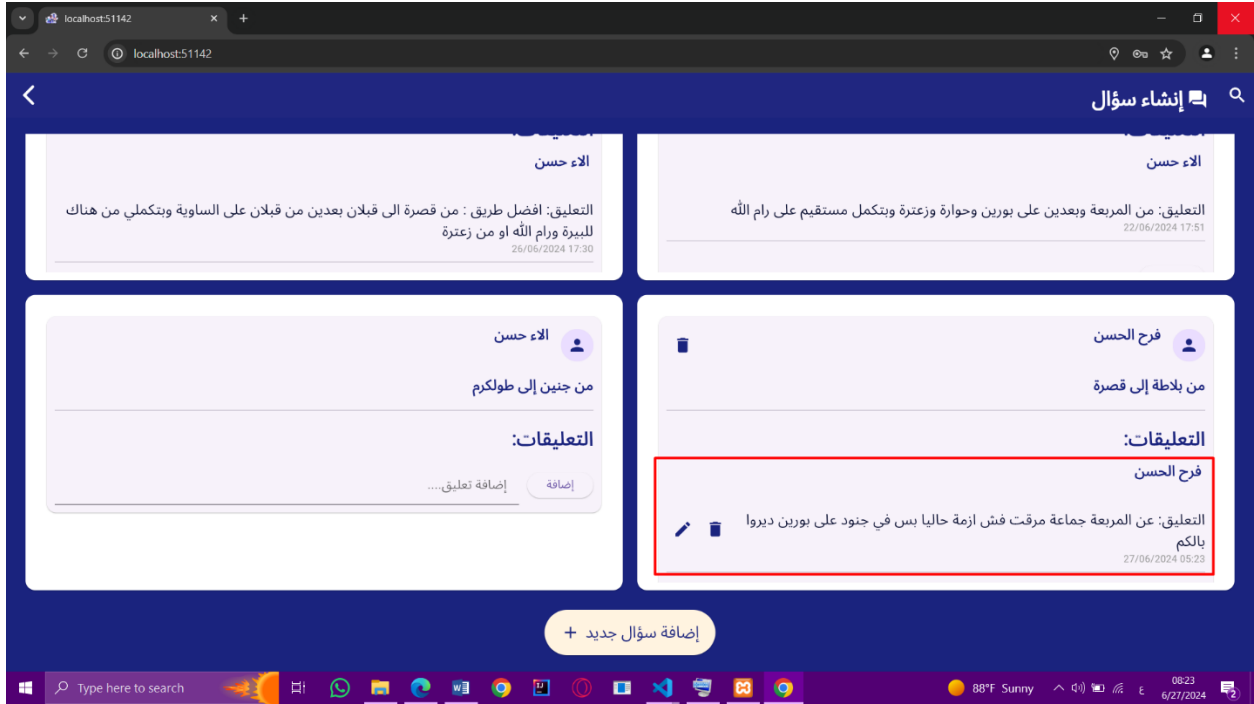 localhost:51142
localhost:51142
إنشاء سؤال
التعليقات:
الاء حسن
التعليق: من المربعة وبعدين على بورين وحوارة وزعترة وبتكمل مستقيم على رام الله
22/06/2024 17:51
التعليقات:
الاء حسن
التعليق: افضل طريق : من قصرة الى قبلان بعدين من قبلان على الساوية وبتكملي من هناك
للبيرة ورام الله او من زعترة
26/06/2024 17:30
فرح الحسن
من بلاطة إلى قصرة
التعليقات:
فرح الحسن
التعليق: عن المربعة جماعة مرقت فش ازمة حاليا بس في جنود على بورين ديروا
بالكم
27/06/2024 05:23
الاء حسن
من جنين إلى طولكرم
التعليقات:
إضافة
إضافة تعليق....
إضافة سؤال جديد +
Type here to search
88°F Sunny
ع
08:23
6/27/2024
2